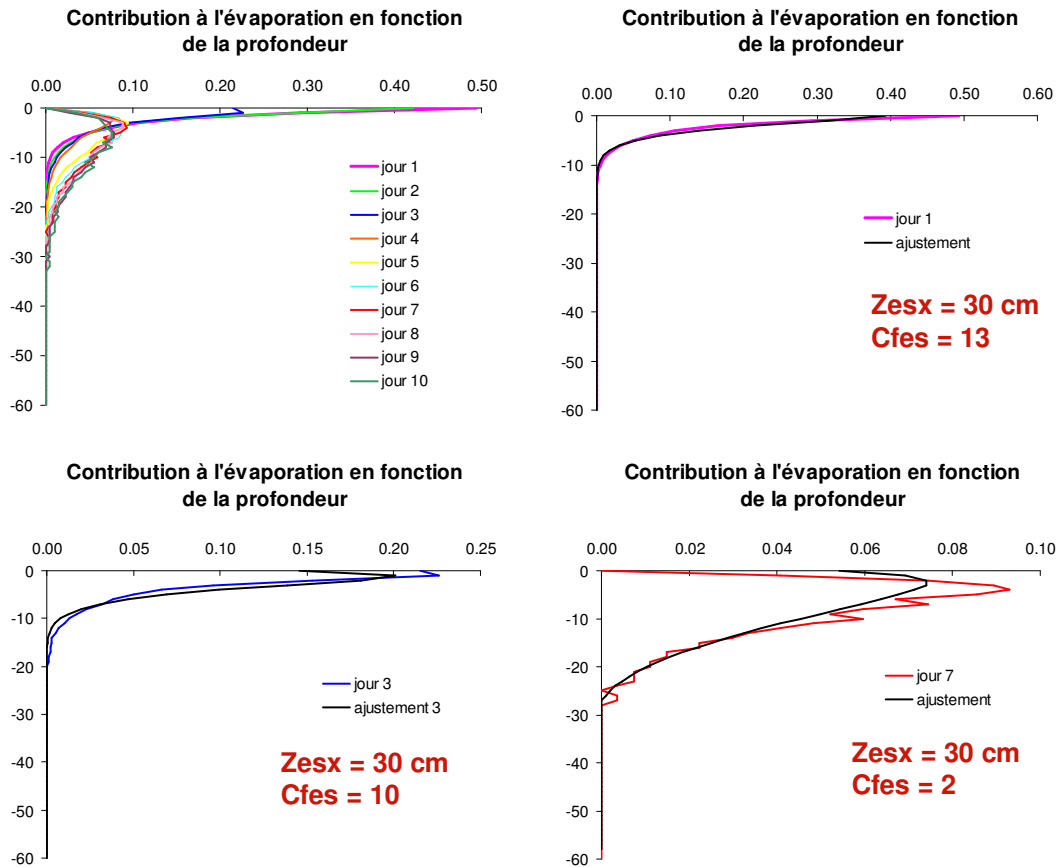 Contribution à l'évaporation en fonction
de la profondeur
0.00 0.10 0.20 0.30 0.40 0.50
0
-10
-20
-30
-40
-50
-60
jour 1
jour 2
jour 3
jour 4
jour 5
jour 6
jour 7
jour 8
jour 9
jour 10
Contribution à l'évaporation en fonction
de la profondeur
0.00 0.10 0.20 0.30 0.40 0.50 0.60
0
-10
-20
-30
-40
-50
-60
jour 1
ajustement
Zesx = 30 cm
Cfes = 13
Contribution à l'évaporation en fonction
de la profondeur
0.00 0.05 0.10 0.15 0.20 0.25
0
-10
-20
-30
-40
-50
-60
jour 3
ajustement 3
Zesx = 30 cm
Cfes = 10
Contribution à l'évaporation en fonction
de la profondeur
0.00 0.02 0.04 0.06 0.08 0.10
0
-10
-20
-30
-40
-50
-60
jour 7
ajustement
Zesx = 30 cm
Cfes = 2